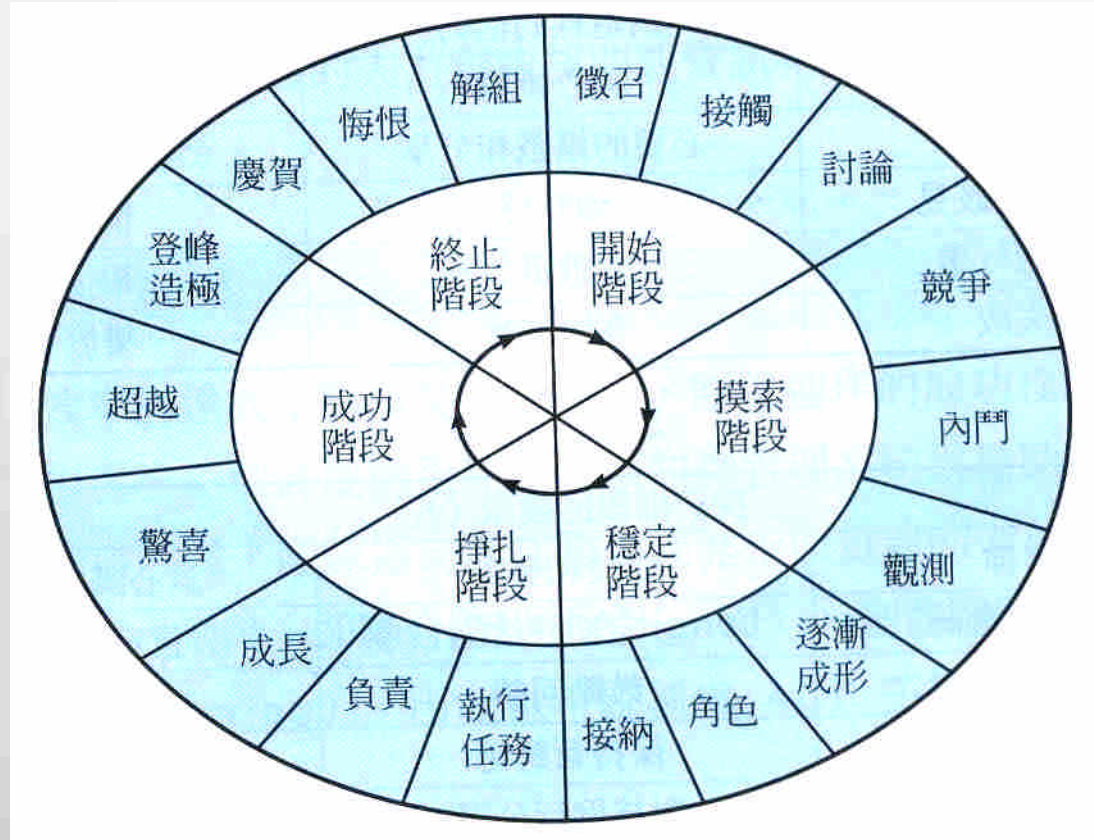 徵召
接觸
討論
競爭
內鬥
觀測
逐漸
成形
角色
接納
執行
任務
負責
成長
驚喜
超越
登峰
造極
慶賀
悔恨
解組
開始
階段
摸索
階段
穩定
階段
掙扎
階段
成功
階段
終止
階段